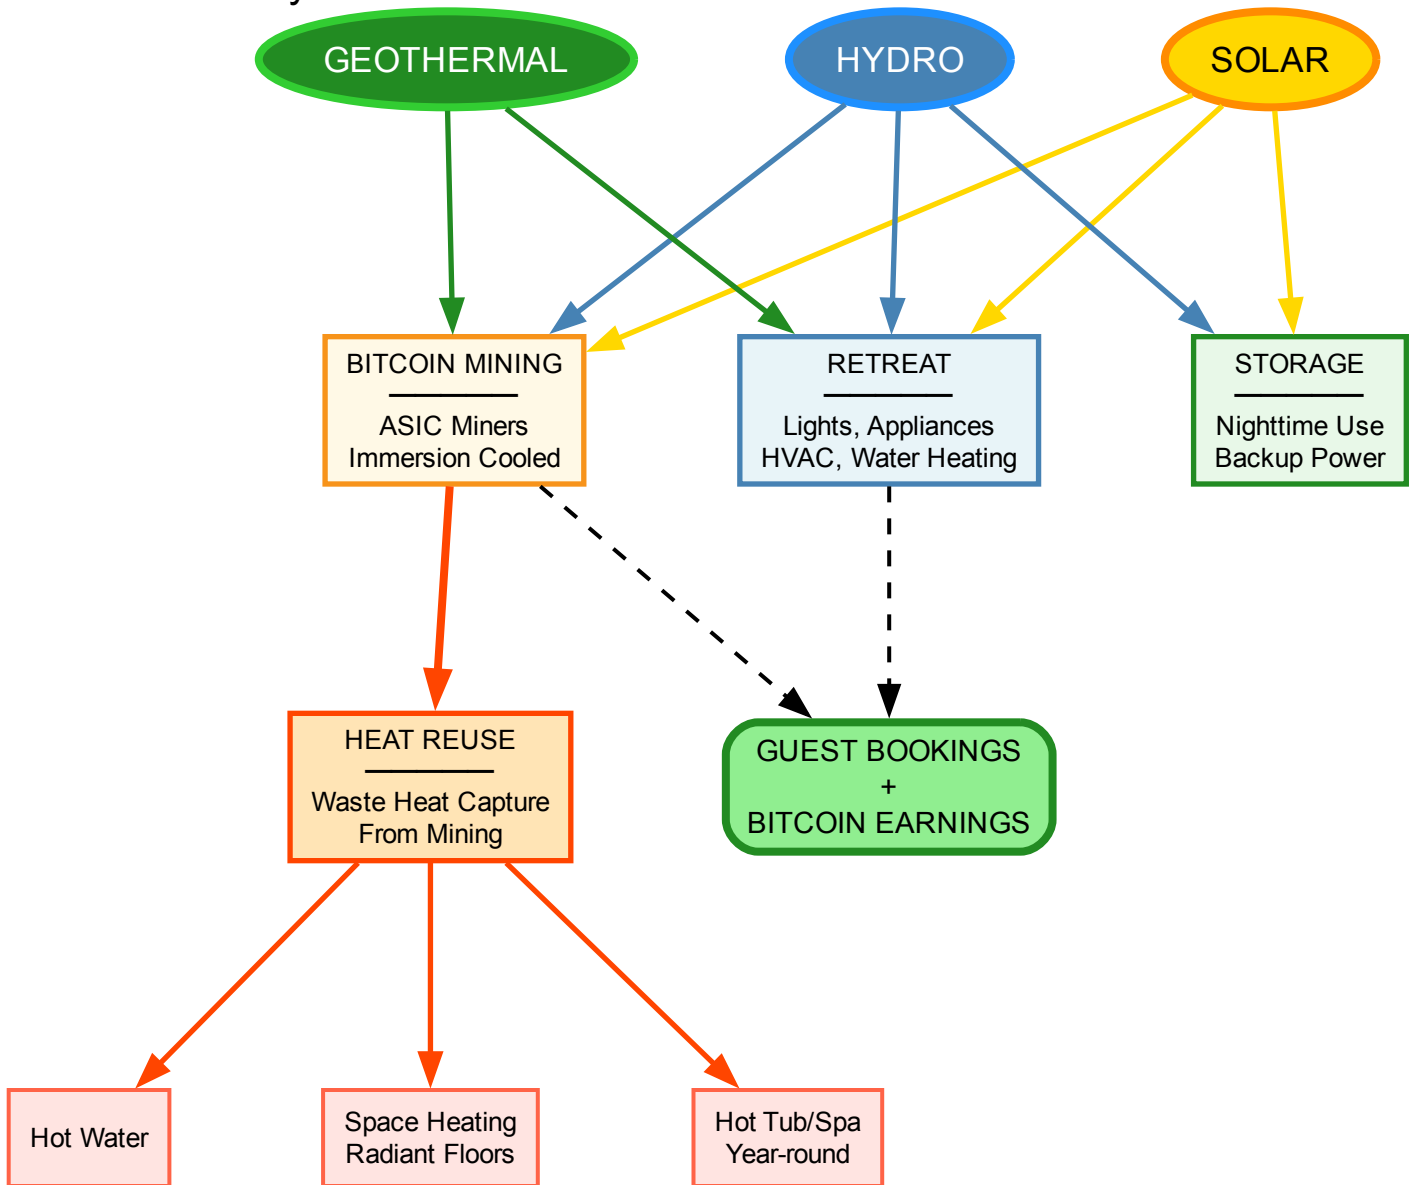 GEOTHERMAL
HYDRO
SOLAR
BITCOIN MINING
ASIC Miners
Immersion Cooled
RETREAT
Lights, Appliances
HVAC, Water Heating
STORAGE
Nighttime Use
Backup Power
HEAT REUSE
Waste Heat Capture
From Mining
GUEST BOOKINGS
+
BITCOIN EARNINGS
Hot Water
Space Heating
Radiant Floors
Hot Tub/Spa
Year-round